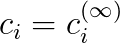 $c_i = c_i^{(\infty)}$